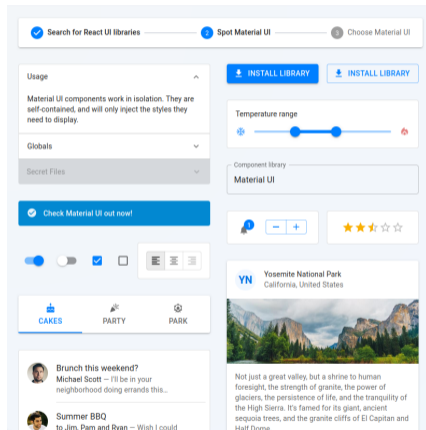 Search for React UI libraries
2
Spot Material UI
3
Choose Material UI
Usage
Material UI components work in isolation. They are
self-contained, and will only inject the styles they
need to display.
Globals
Secret Files
Check Material UI out now!
CAKES
PARTY
PARK
Brunch this weekend?
Michael Scott — I'll be in your
neighborhood doing errands this…
Summer BBQ
to Jim, Pam and Ryan — Wish I could
INSTALL LIBRARY
INSTALL LIBRARY
Temperature range
Component library
Material UI
1
YN
Yosemite National Park
California, United States
Not just a great valley, but a shrine to human
foresight, the strength of granite, the power of
glaciers, the persistence of life, and the tranquility of
the High Sierra. It's famed for its giant, ancient
sequoia trees, and the granite cliffs of El Capitan and
Half Dome